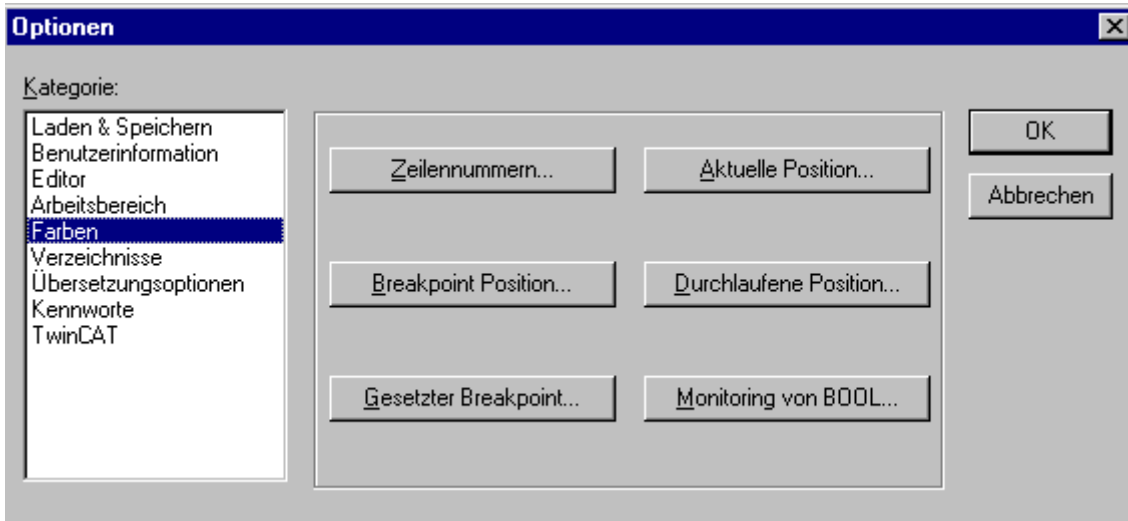 Optionen
Kategorie:
Laden & Speichern
Benutzerinformation
Editor
Arbeitsbereich
Farben
Verzeichnisse
Übersetzungsoptionen
Kennworte
TwinCAT
Zeilennummern...
Aktuelle Position...
Breakpoint Position...
Durchlaufene Position...
Gesetzter Breakpoint...
Monitoring von BOOL...
OK
Abbrechen